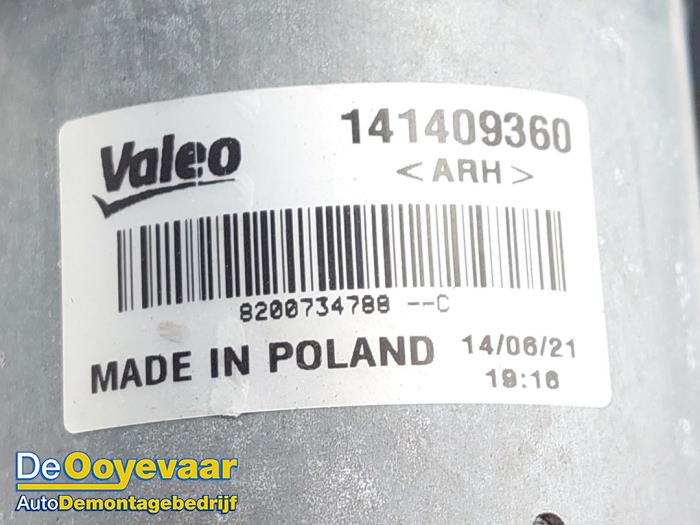 Valeo
141409360
<ARH>
8200734788 --C
MADE IN POLAND
14/06/21
19:16
De Ooyevaar
AutoDemontagebedrijf